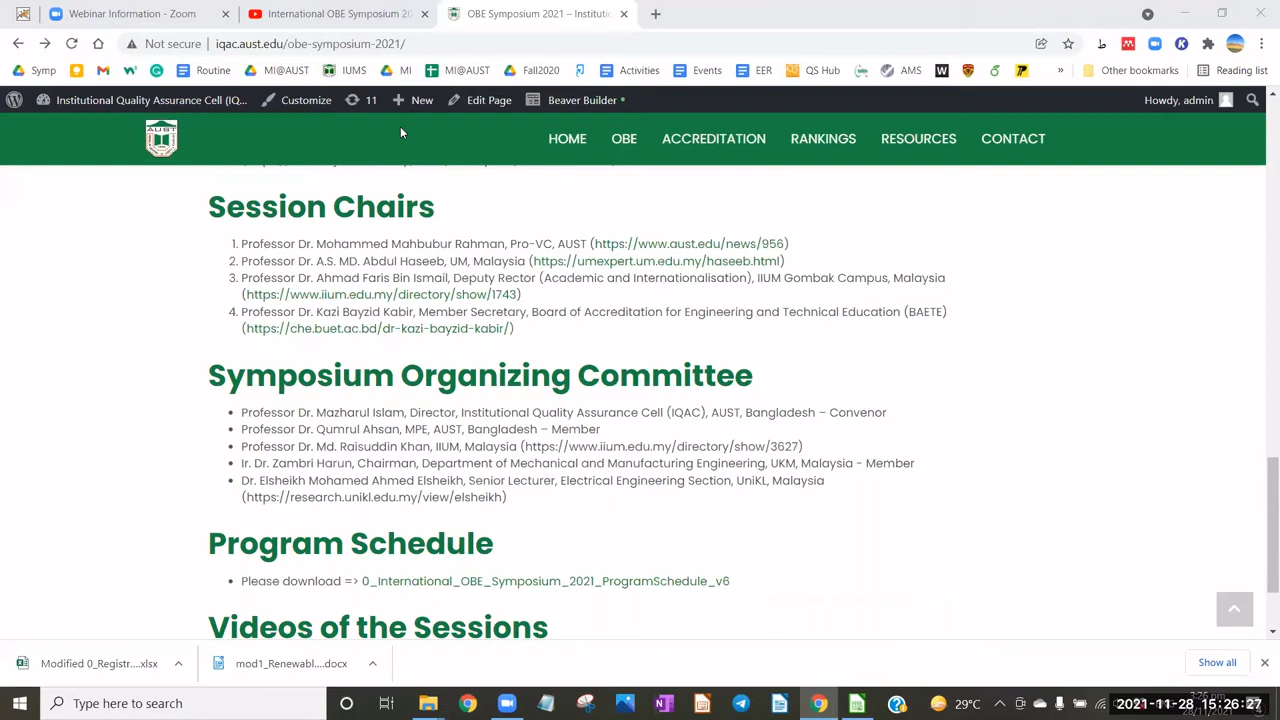 Webinar Information - Zoom
International OBE Symposium 20
OBE Symposium 2021 – Institutio
Not secure
iqac.aust.edu/obe-symposium-2021/
Symp
Routine
MI@AUST
IUMS
MI
MI@AUST
Fall2020
Activities
Events
EER
QS Hub
AMS
Other bookmarks
Reading list
Institutional Quality Assurance Cell (IQ...
Customize
11
New
Edit Page
Beaver Builder
Howdy, admin
AUST
HOME
OBE
ACCREDITATION
RANKINGS
RESOURCES
CONTACT
Session Chairs
1. Professor Dr. Mohammed Mahbubur Rahman, Pro-VC, AUST (https://www.aust.edu/news/956)
2. Professor Dr. A.S. MD. Abdul Haseeb, UM, Malaysia (https://umexpert.um.edu.my/haseeb.html)
3. Professor Dr. Ahmad Faris Bin Ismail, Deputy Rector (Academic and Internationalisation), IIUM Gombak Campus, Malaysia
(https://www.iium.edu.my/directory/show/1743)
4. Professor Dr. Kazi Bayzid Kabir, Member Secretary, Board of Accreditation for Engineering and Technical Education (BAETE)
(https://che.buet.ac.bd/dr-kazi-bayzid-kabir/)
Symposium Organizing Committee
• Professor Dr. Mazharul Islam, Director, Institutional Quality Assurance Cell (IQAC), AUST, Bangladesh – Convenor
• Professor Dr. Qumrul Ahsan, MPE, AUST, Bangladesh – Member
• Professor Dr. Md. Raisuddin Khan, IIUM, Malaysia (https://www.iium.edu.my/directory/show/3627)
• Ir. Dr. Zambri Harun, Chairman, Department of Mechanical and Manufacturing Engineering, UKM, Malaysia - Member
• Dr. Elsheikh Mohamed Ahmed Elsheikh, Senior Lecturer, Electrical Engineering Section, UniKL, Malaysia
(https://research.unikl.edu.my/view/elsheikh)
Program Schedule
• Please download => 0_International_OBE_Symposium_2021_ProgramSchedule_v6
Videos of the Sessions
Modified 0_Registr....xlsx
mod1_Renewabl....docx
Show all
Type here to search
29°C
2021-11-28 15:26:27